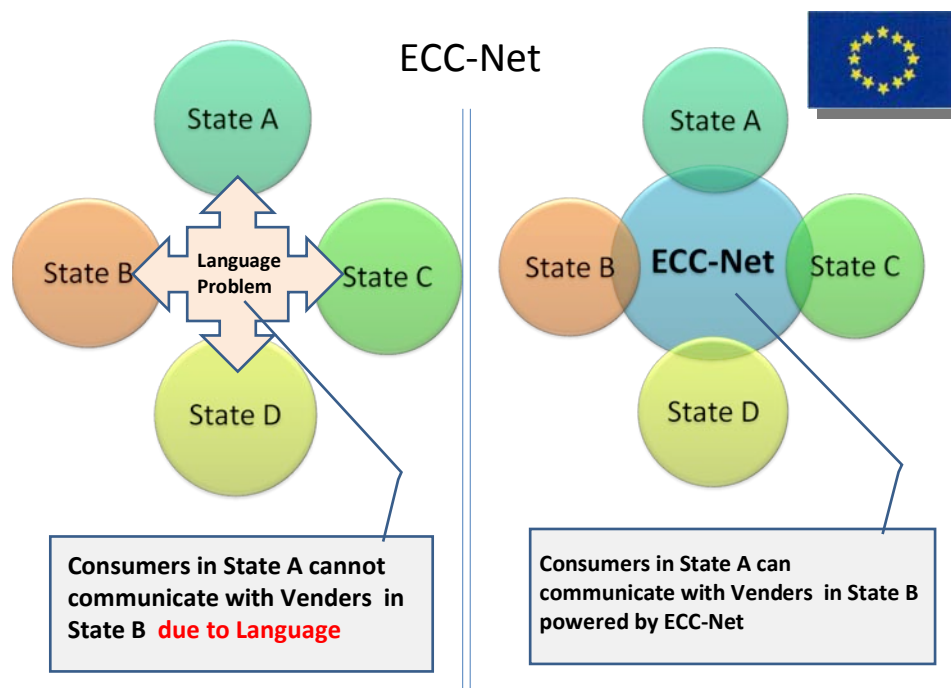 ECC-Net
State A
State B
Language
Problem
State C
State D
Consumers in State A cannot
communicate with Venders in
State B due to Language
State A
State B
ECC-Net
State C
State D
Consumers in State A can
communicate with Venders in State B
powered by ECC-Net